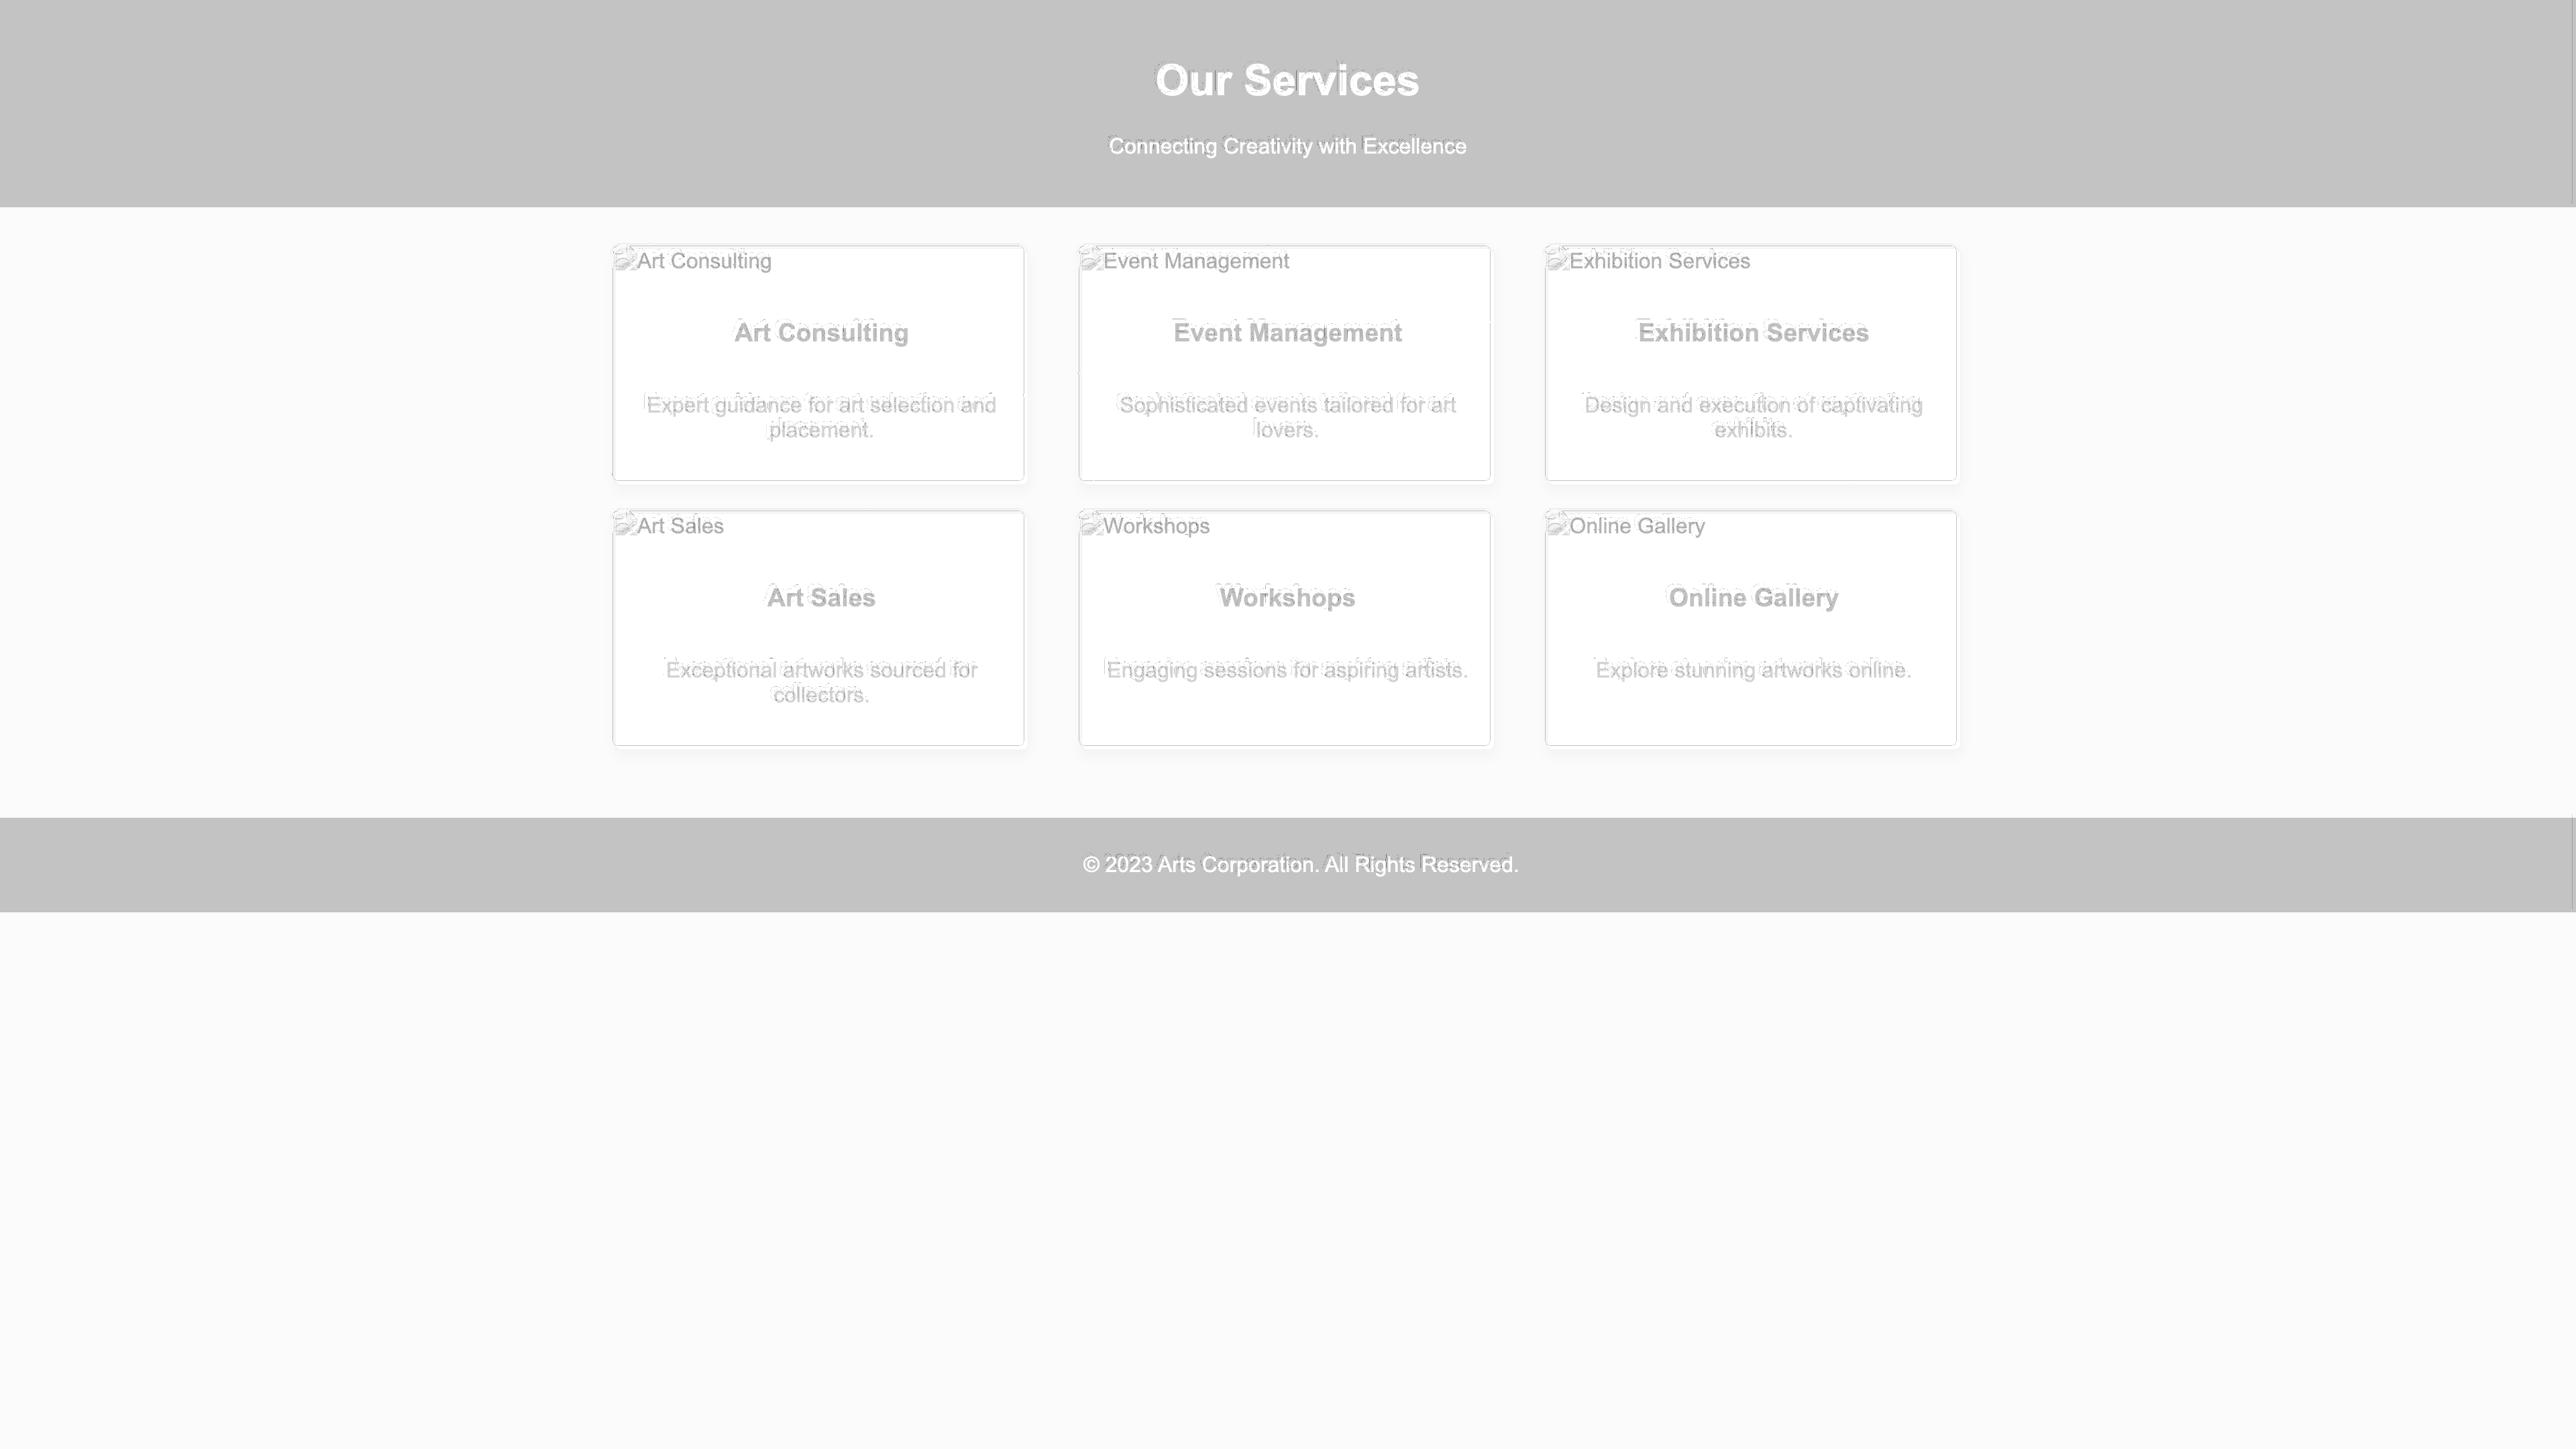 Our Services
Connecting Creativity with Excellence
Art Consulting
Event Management
Exhibition Services
Art Consulting
Event Management
Exhibition Services
Expert guidance for art selection and
placement.
Sophisticated events tailored for art
lovers.
Design and execution of captivating
exhibits.
Art Sales
Workshops
Online Gallery
Art Sales
Workshops
Online Gallery
Exceptional artworks sourced for
collectors.
Engaging sessions for aspiring artists.
Explore stunning artworks online.
© 2023 Arts Corporation. All Rights Reserved.